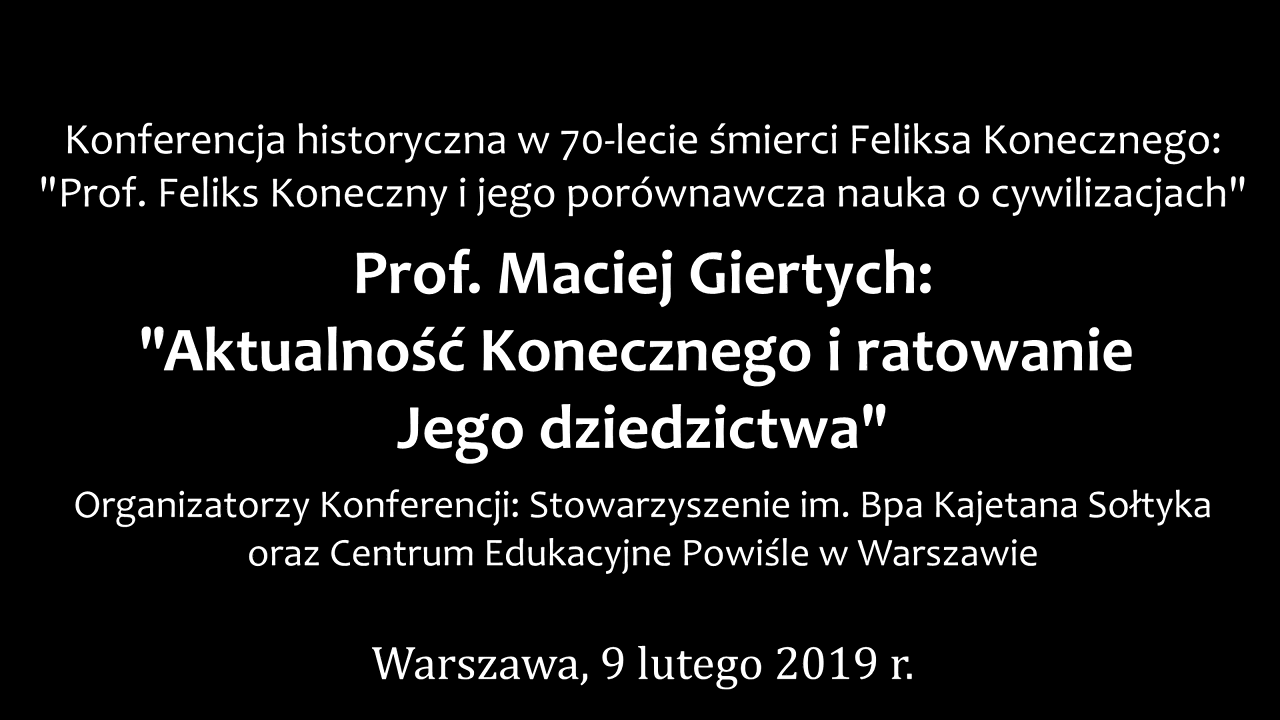 Konferencja historyczna w 70-lecie śmierci Feliksa Konecznego:
"Prof. Feliks Koneczny i jego porównawcza nauka o cywilizacjach"
Prof. Maciej Giertych:
"Aktualność Konecznego i ratowanie
Jego dziedzictwa"
Organizatorzy Konferencji: Stowarzyszenie im. Bpa Kajetana Sołtyka
oraz Centrum Edukacyjne Powiśle w Warszawie
Warszawa, 9 lutego 2019 r.